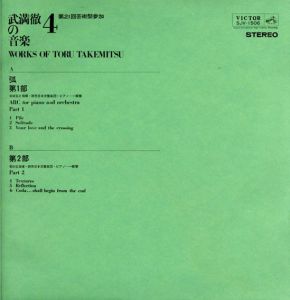 武満徹
の
音楽
4
第21回芸術祭参加
WORKS OF TORU TAKEMITSU
VICTOR
SJV-1506
STEREO
A
弧
第1部
ARC for piano and orchestra
Part 1
1 Pile
2 Solitude
3 Your love and the crossing
B
第2部
Part 2
4 Textures
5 Reflection
6 Coda... shall begin from the end